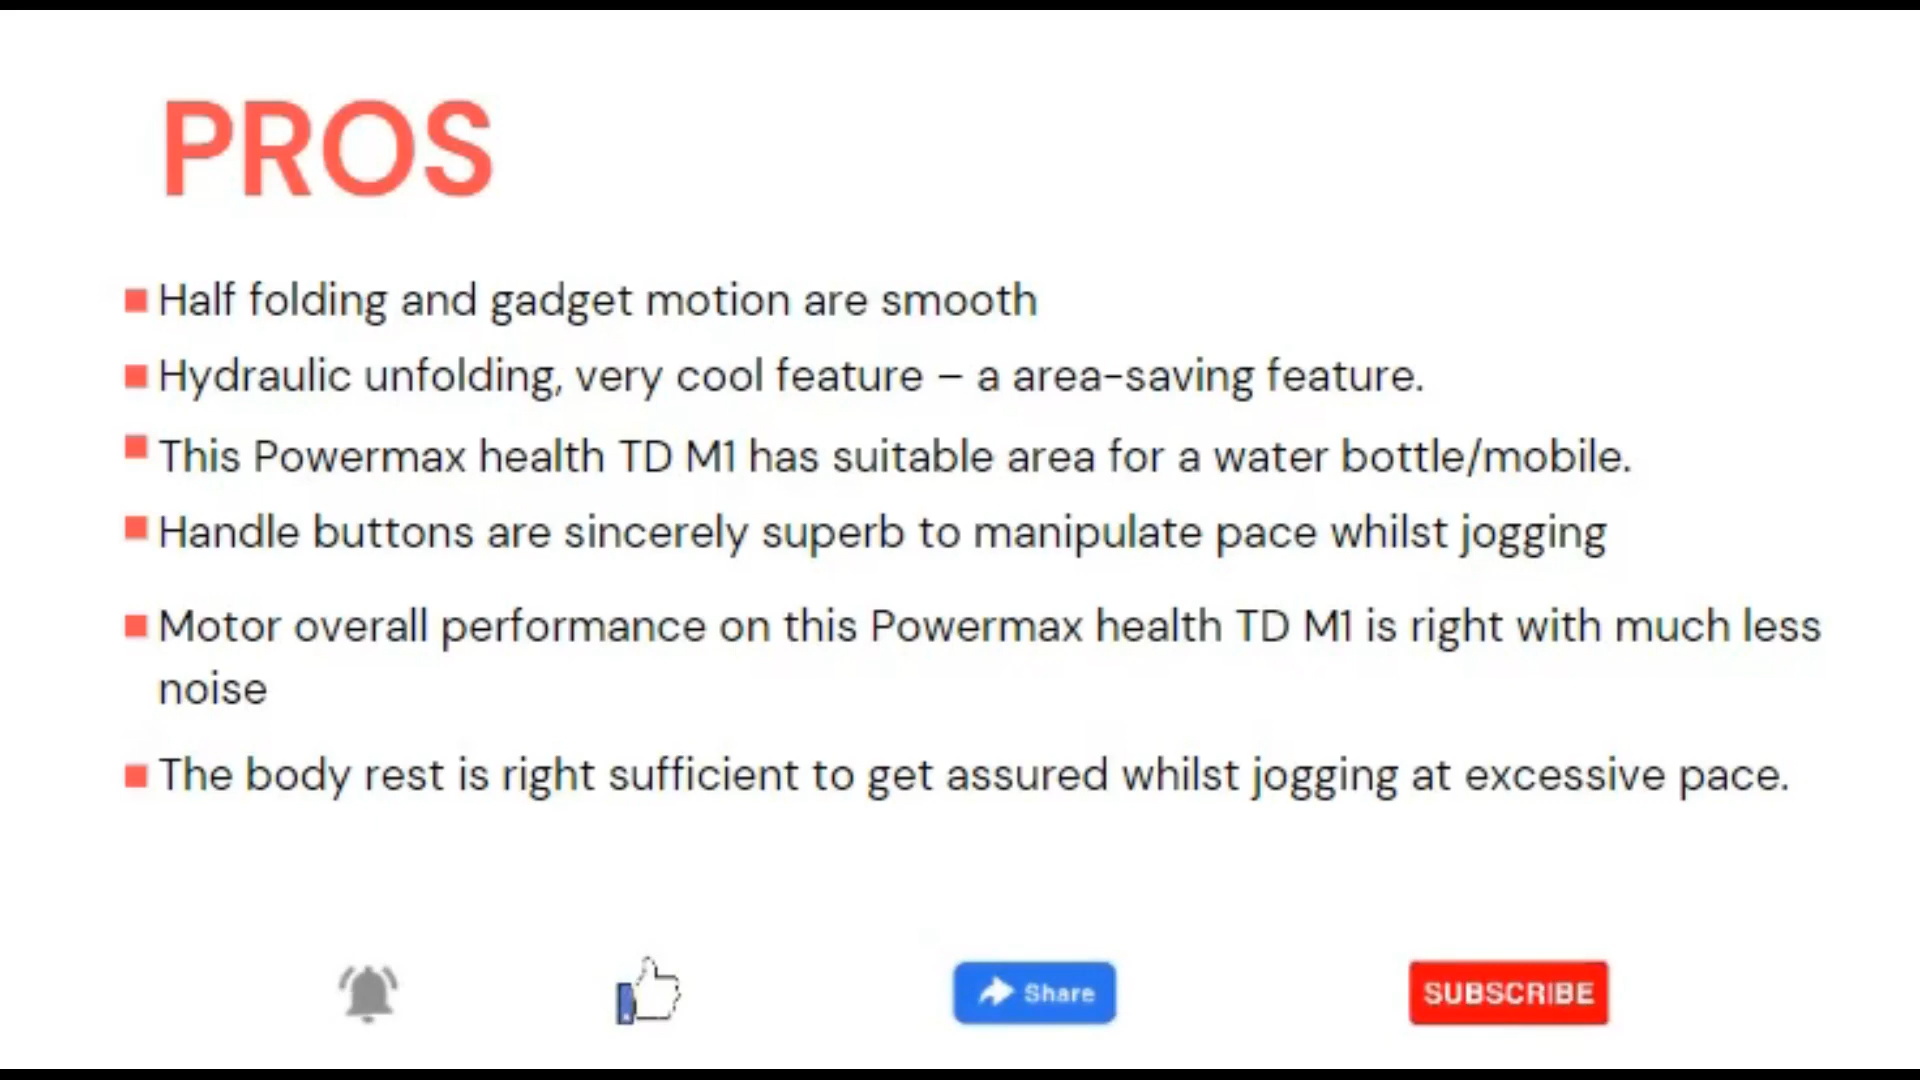 PROS
Half folding and gadget motion are smooth
Hydraulic unfolding, very cool feature – a area-saving feature.
This Powermax health TD M1 has suitable area for a water bottle/mobile.
Handle buttons are sincerely superb to manipulate pace whilst jogging
Motor overall performance on this Powermax health TD M1 is right with much less
noise
The body rest is right sufficient to get assured whilst jogging at excessive pace.
Share
SUBSCRIBE